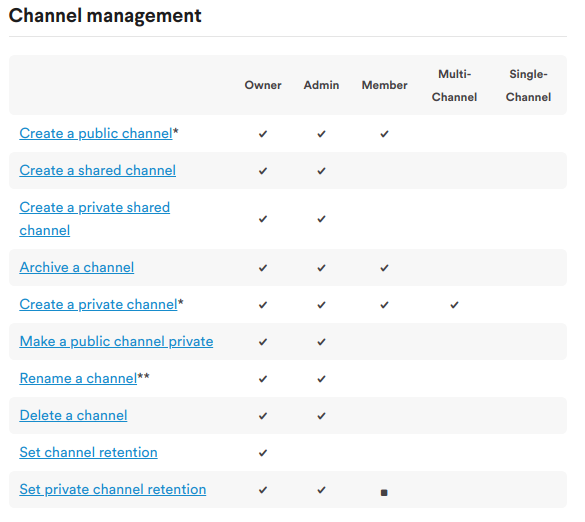 Channel management
Owner Admin Member Multi-Channel Single-Channel
Create a public channel* ✓ ✓ ✓
Create a shared channel ✓ ✓
Create a private shared
channel ✓ ✓
Archive a channel ✓ ✓ ✓
Create a private channel* ✓ ✓ ✓ ✓
Make a public channel private ✓ ✓
Rename a channel** ✓ ✓
Delete a channel ✓ ✓
Set channel retention ✓
Set private channel retention ✓ ✓ ■